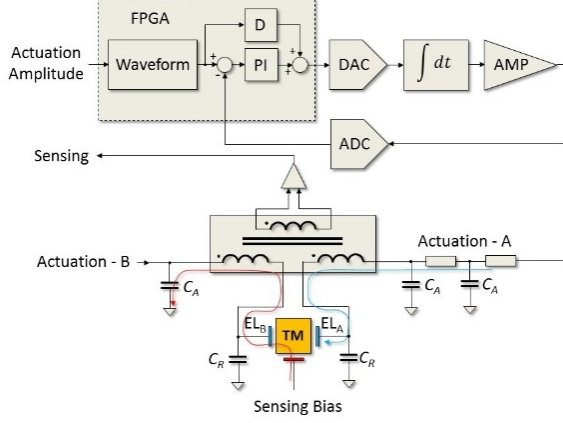 FPGA
D
Actuation
Amplitude
Waveform
+
-
PI
+
+
DAC
∫ dt
AMP
ADC
Sensing
Actuation - A
Actuation - B
C_A
C_A
C_A
EL_B
TM
EL_A
C_R
C_R
Sensing Bias